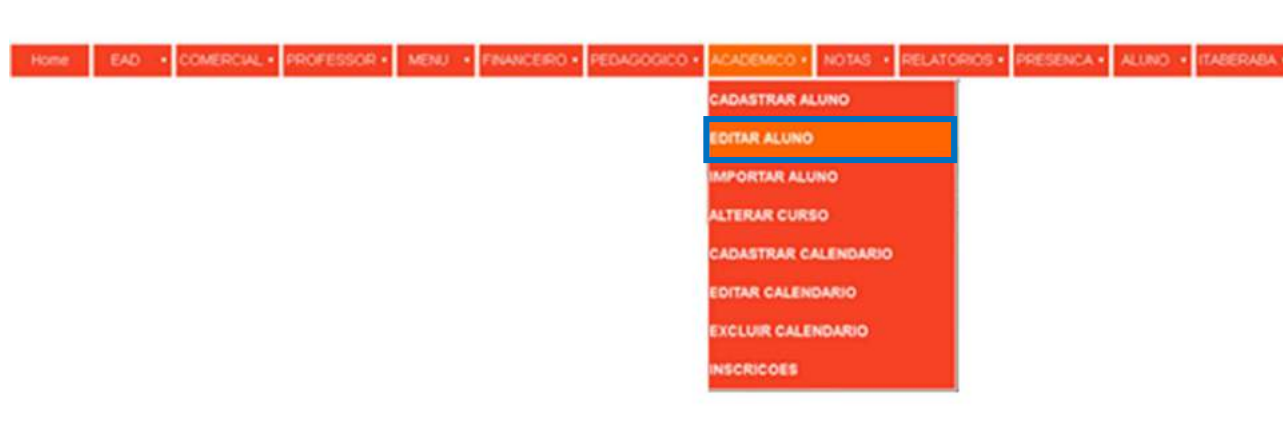 Home EAD COMERCIAL PROFESSOR MENU FINANCEIRO PEDAGOGICO ACADEMICO NOTAS RELATORIOS PRESENCA ALUNO ITABERABA
CADASTRAR ALUNO
EDITAR ALUNO
IMPORTAR ALUNO
ALTERAR CURSO
CADASTRAR CALENDARIO
EDITAR CALENDARIO
EXCLUIR CALENDARIO
INSCRICOES